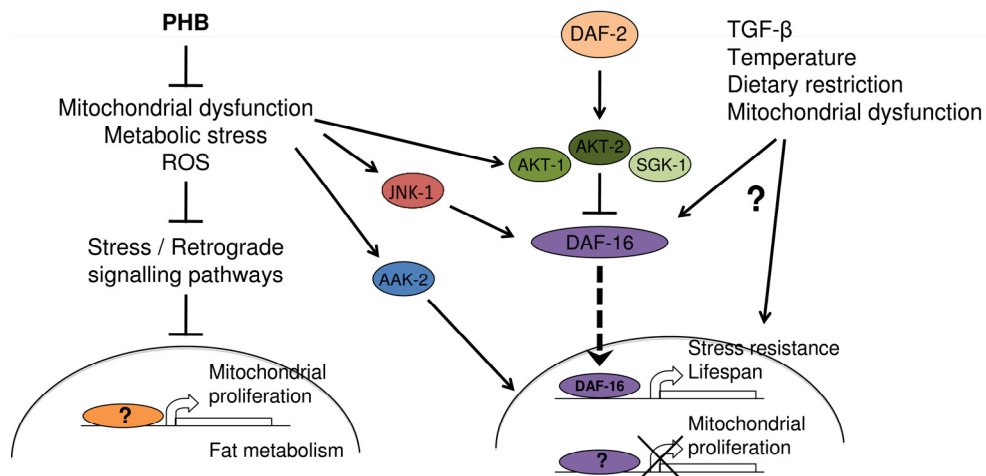 PHB
Mitochondrial dysfunction
Metabolic stress
ROS
Stress / Retrograde
signalling pathways
Mitochondrial
proliferation
?
Fat metabolism
JNK-1
AAK-2
DAF-2
AKT-1
AKT-2
SGK-1
DAF-16
TGF-β
Temperature
Dietary restriction
Mitochondrial dysfunction
?
Stress resistance
Lifespan
DAF-16
Mitochondrial
proliferation
?